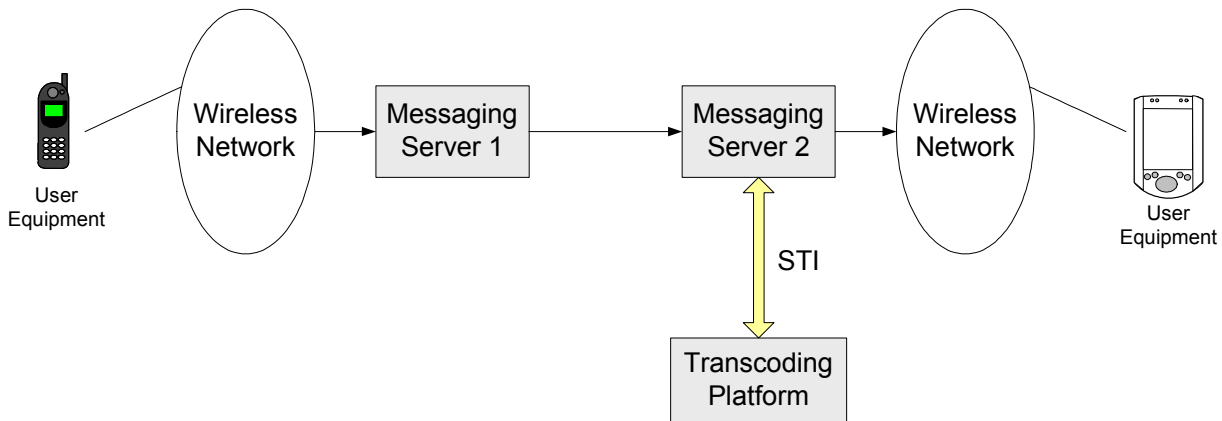 Wireless
Network
Messaging
Server 1
Messaging
Server 2
Wireless
Network
User
Equipment
User
Equipment
STI
Transcoding
Platform